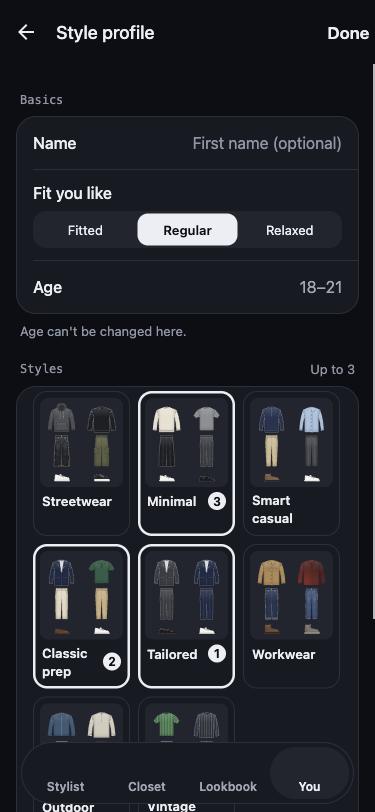 Style profile
Done
Basics
Name
First name (optional)
Fit you like
Fitted
Regular
Relaxed
Age
18–21
Age can't be changed here.
Styles
Up to 3
Streetwear
Minimal
3
Smart
casual
Classic
prep
2
Tailored
1
Workwear
Stylist
Closet
Lookbook
You
Outdoor
Vintage